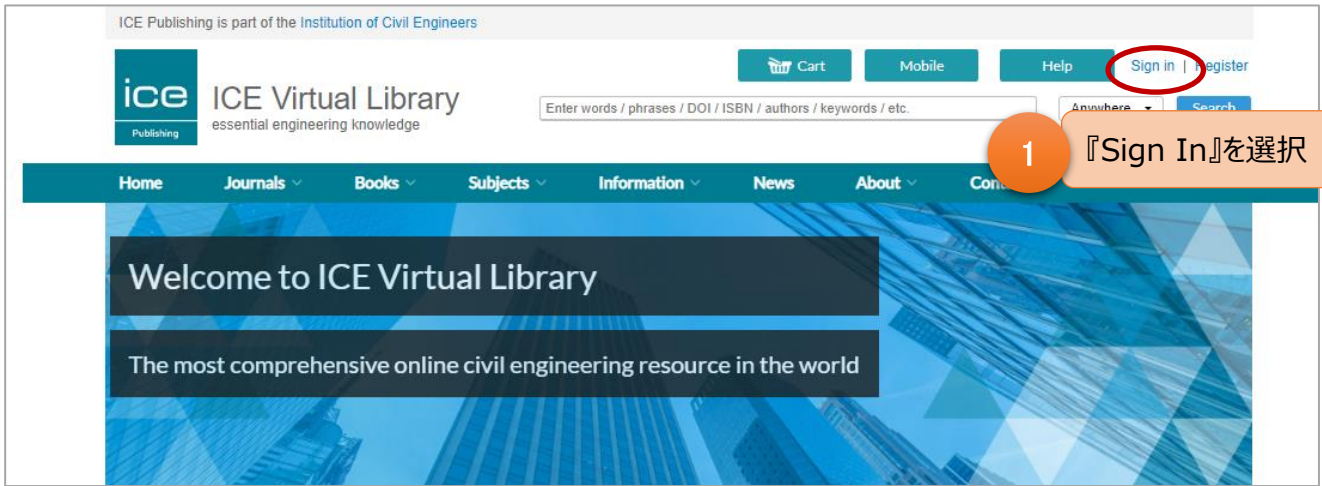 ICE Publishing is part of the Institution of Civil Engineers
Cart Mobile Help Sign in | Register
ice
Publishing
ICE Virtual Library
essential engineering knowledge
Enter words / phrases / DOI / ISBN / authors / keywords / etc.
Anywhere Search
1 『Sign In』を選択
Home Journals Books Subjects Information News About
Welcome to ICE Virtual Library
The most comprehensive online civil engineering resource in the world